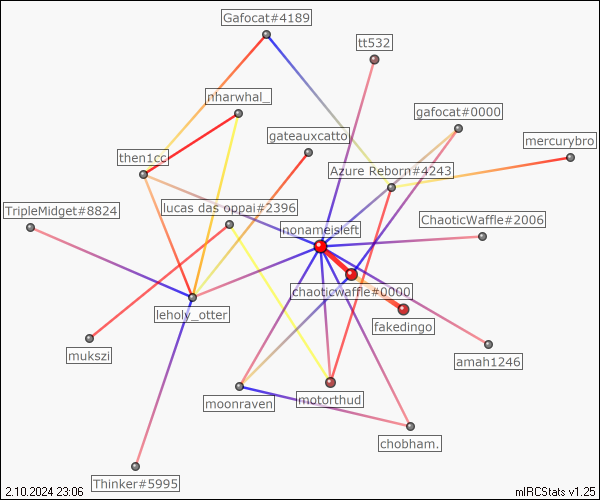 Gafocat#4189
tt532
nharwhal_
gafocat#0000
gateauxcatto
mercurybro
then1cc
Azure Reborn#4243
TripleMidget#8824
lucas das oppai#2396
ChaoticWaffle#2006
nonameisleft
chaoticwaffle#0000
leholy_otter
fakedingo
mukszi
amah1246
moonraven
motorthud
chobham.
Thinker#5995
2.10.2024 23:06
mIRCStats v1.25